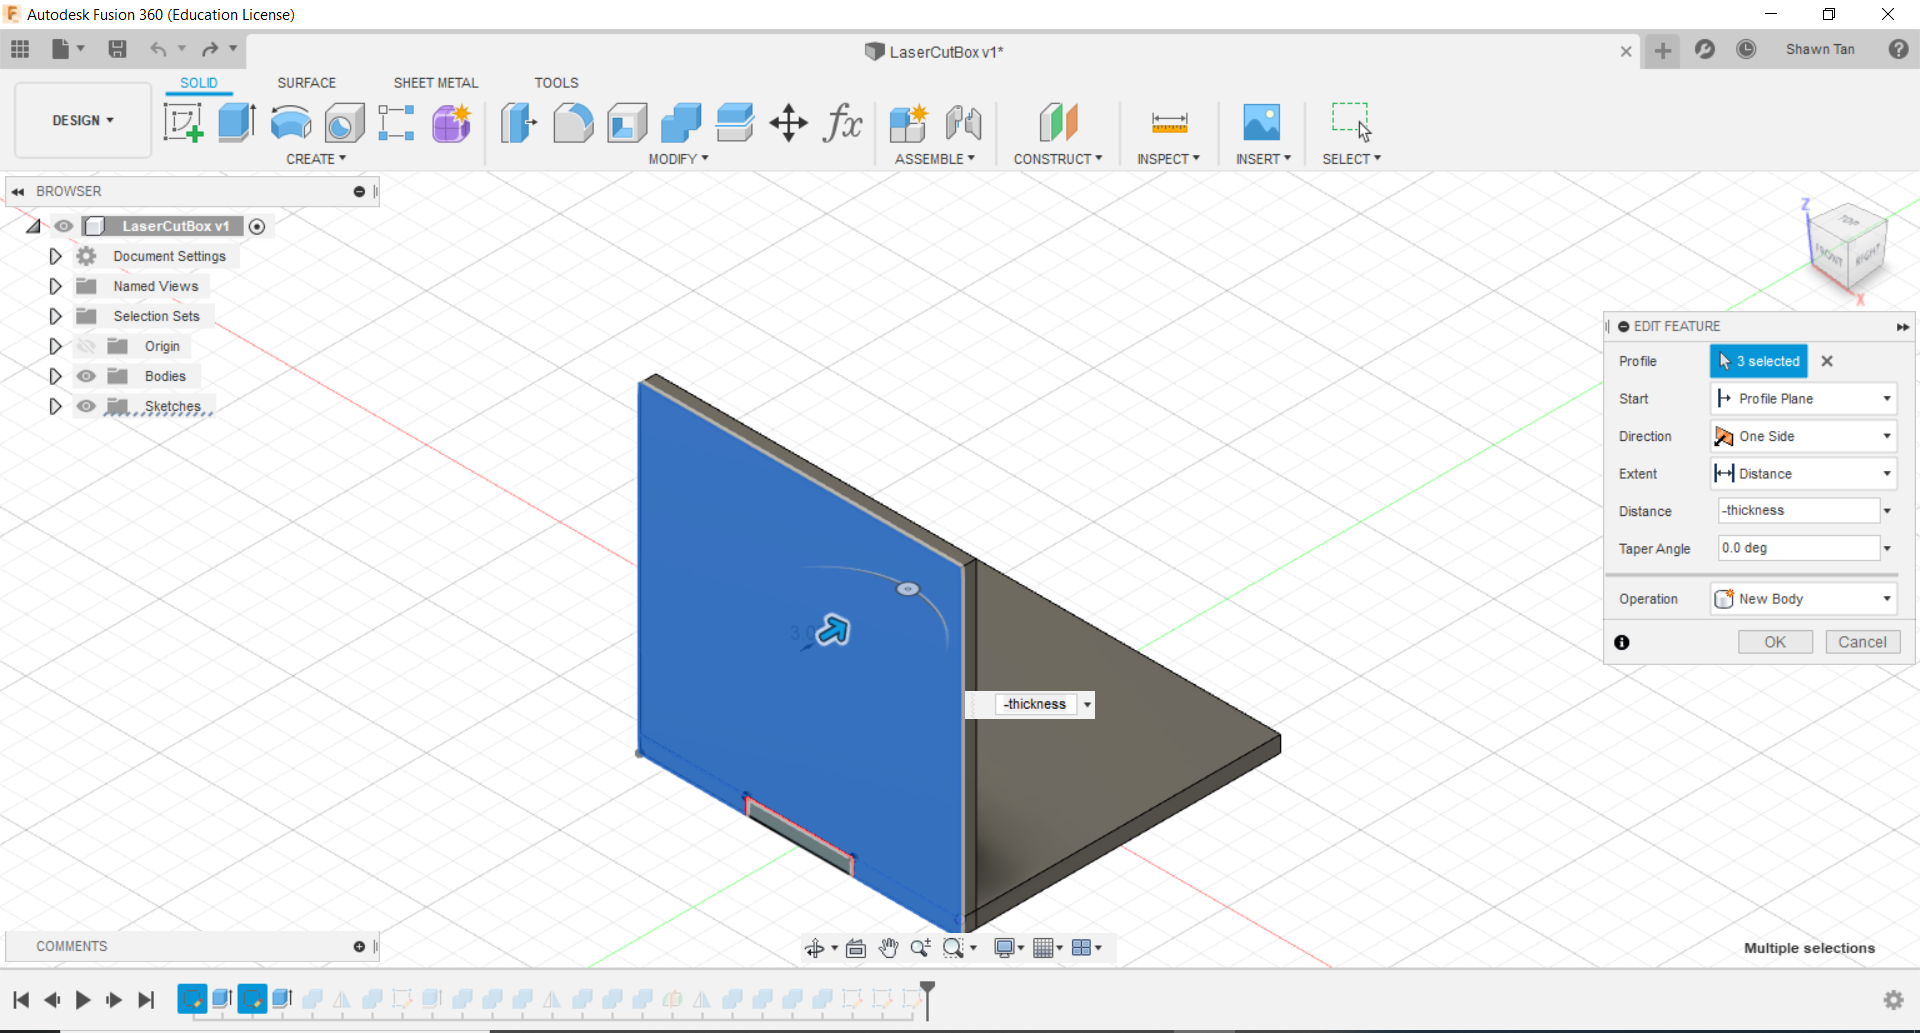 Autodesk Fusion 360 (Education License)
LaserCutBox v1*
Shawn Tan
SOLID SURFACE SHEET METAL TOOLS
DESIGN
CREATE MODIFY ASSEMBLE CONSTRUCT INSPECT INSERT SELECT
BROWSER
LaserCutBox v1
Document Settings
Named Views
Selection Sets
Origin
Bodies
Sketches
Z
TOP
FRONT
RIGHT
X
EDIT FEATURE
Profile 3 selected
Start Profile Plane
Direction One Side
Extent Distance
Distance -thickness
Taper Angle 0.0 deg
Operation New Body
OK Cancel
-thickness
COMMENTS
Multiple selections